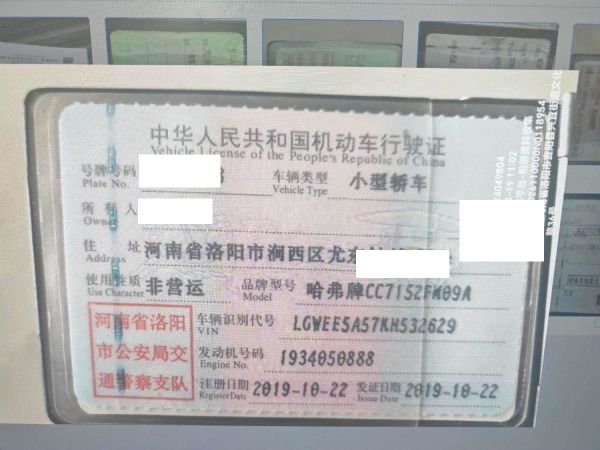 中华人民共和国机动车行驶证
Vehicle License of the People's Republic of China
号牌号码 Plate No. 车辆类型 Vehicle Type 小型轿车
所有人 Owner
住址 Address 河南省洛阳市涧西区尤东
使用性质 Use Character 非营运 品牌型号 Model 哈弗牌CC7152FM09A
河南省洛阳
市公安局交
通警察支队
车辆识别代号 VIN LGWEE5A57KH532629
发动机号码 Engine No. 1934050888
注册日期 Register Date 2019-10-22 发证日期 Issue Date 2019-10-22